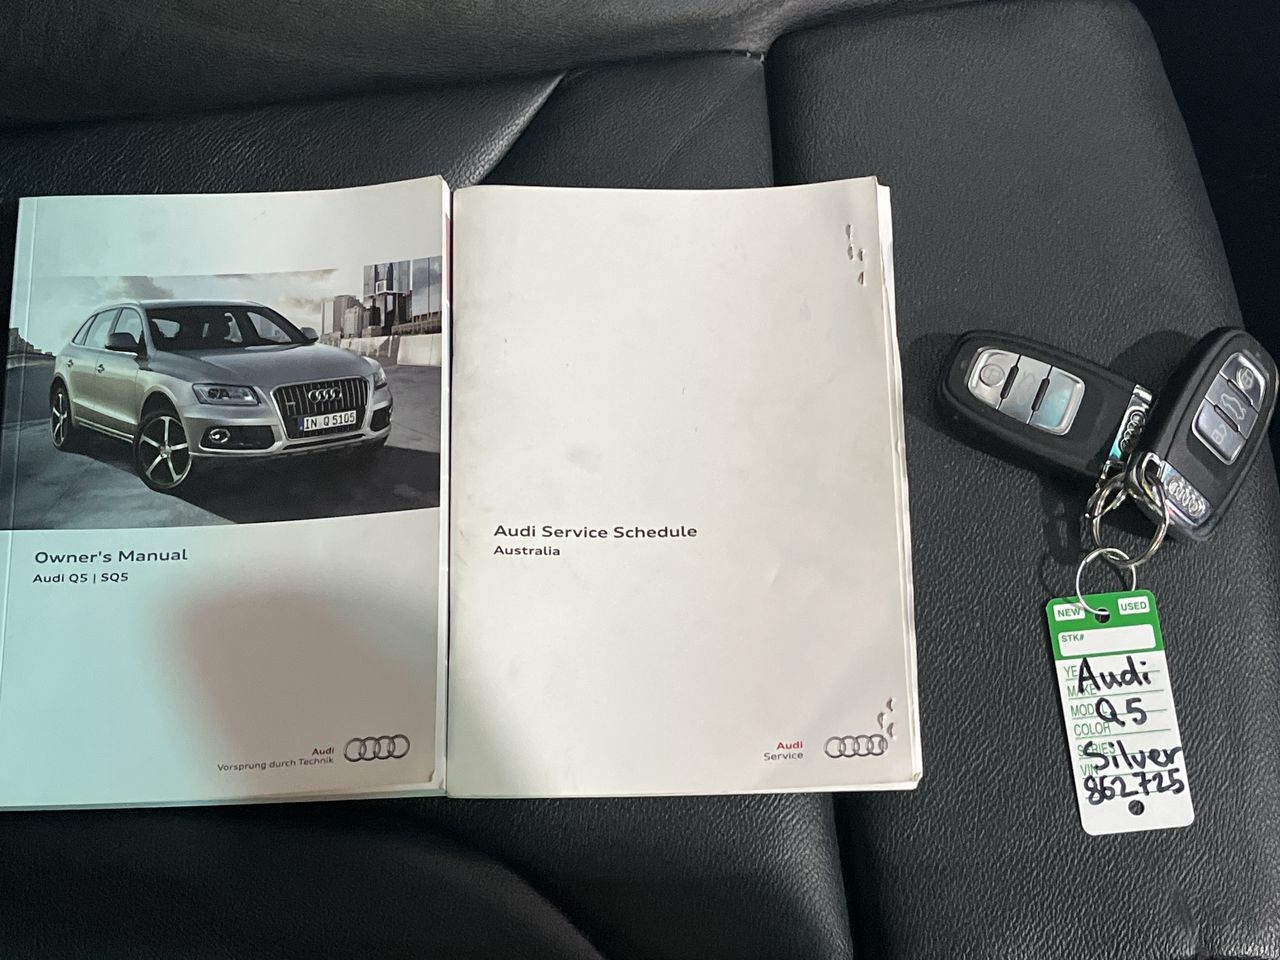 IN Q 5105
Owner's Manual
Audi Q5 | SQ5
Audi
Vorsprung durch Technik
Audi Service Schedule
Australia
Audi
Service
NEW USED
STK#
Audi
Q5
COLOR
Silver
862725